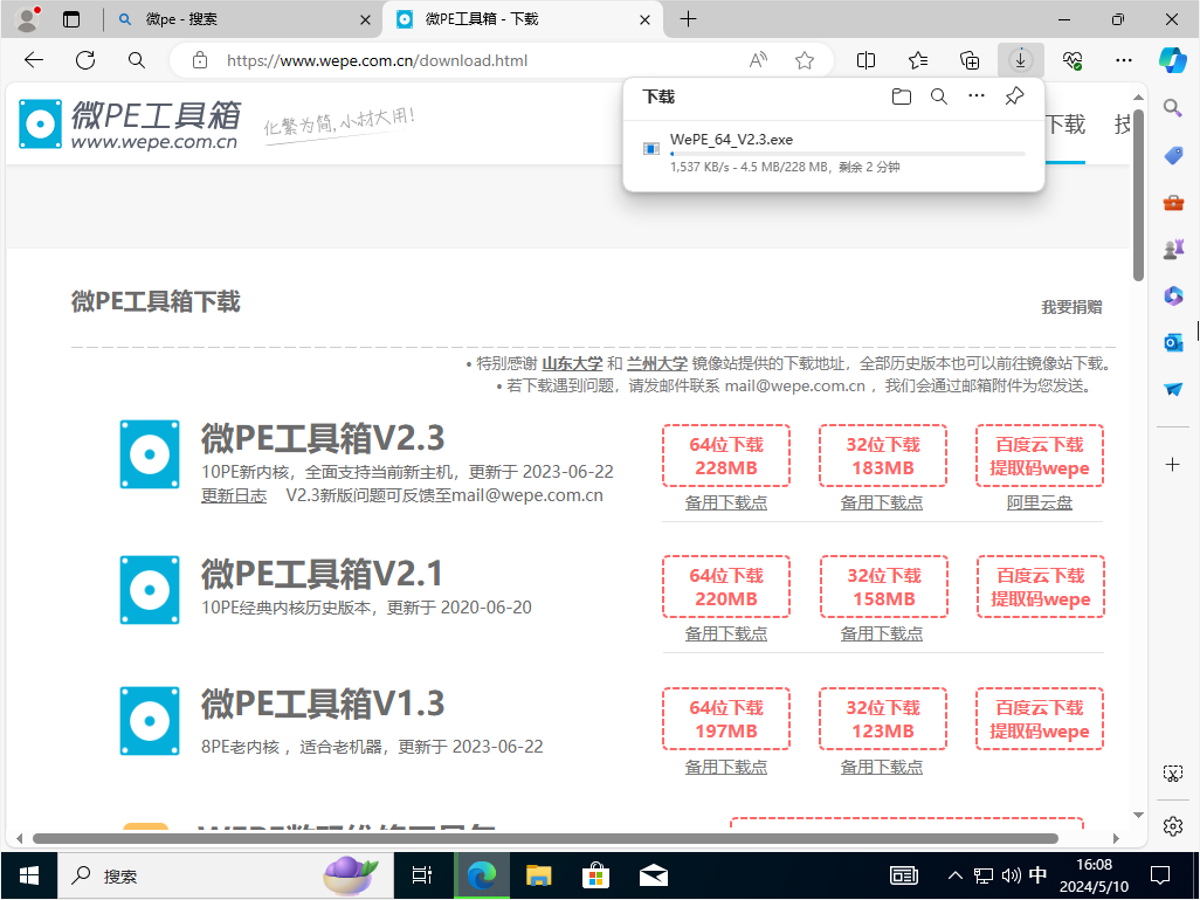 微pe - 搜索
微PE工具箱 - 下载
https://www.wepe.com.cn/download.html
下载
WePE_64_V2.3.exe
1,537 KB/s - 4.5 MB/228 MB，剩余 2 分钟
微PE工具箱
www.wepe.com.cn
化繁为简,小材大用!
下载
技
微PE工具箱下载
我要捐赠
• 特别感谢 山东大学 和 兰州大学 镜像站提供的下载地址，全部历史版本也可以前往镜像站下载。
• 若下载遇到问题，请发邮件联系 mail@wepe.com.cn ，我们会通过邮箱附件为您发送。
微PE工具箱V2.3
10PE新内核，全面支持当前新主机，更新于 2023-06-22
更新日志 V2.3新版问题可反馈至mail@wepe.com.cn
64位下载
228MB
备用下载点
32位下载
183MB
备用下载点
百度云下载
提取码wepe
阿里云盘
微PE工具箱V2.1
10PE经典内核历史版本，更新于 2020-06-20
64位下载
220MB
备用下载点
32位下载
158MB
备用下载点
百度云下载
提取码wepe
微PE工具箱V1.3
8PE老内核 ，适合老机器，更新于 2023-06-22
64位下载
197MB
备用下载点
32位下载
123MB
备用下载点
百度云下载
提取码wepe
搜索
中
16:08
2024/5/10